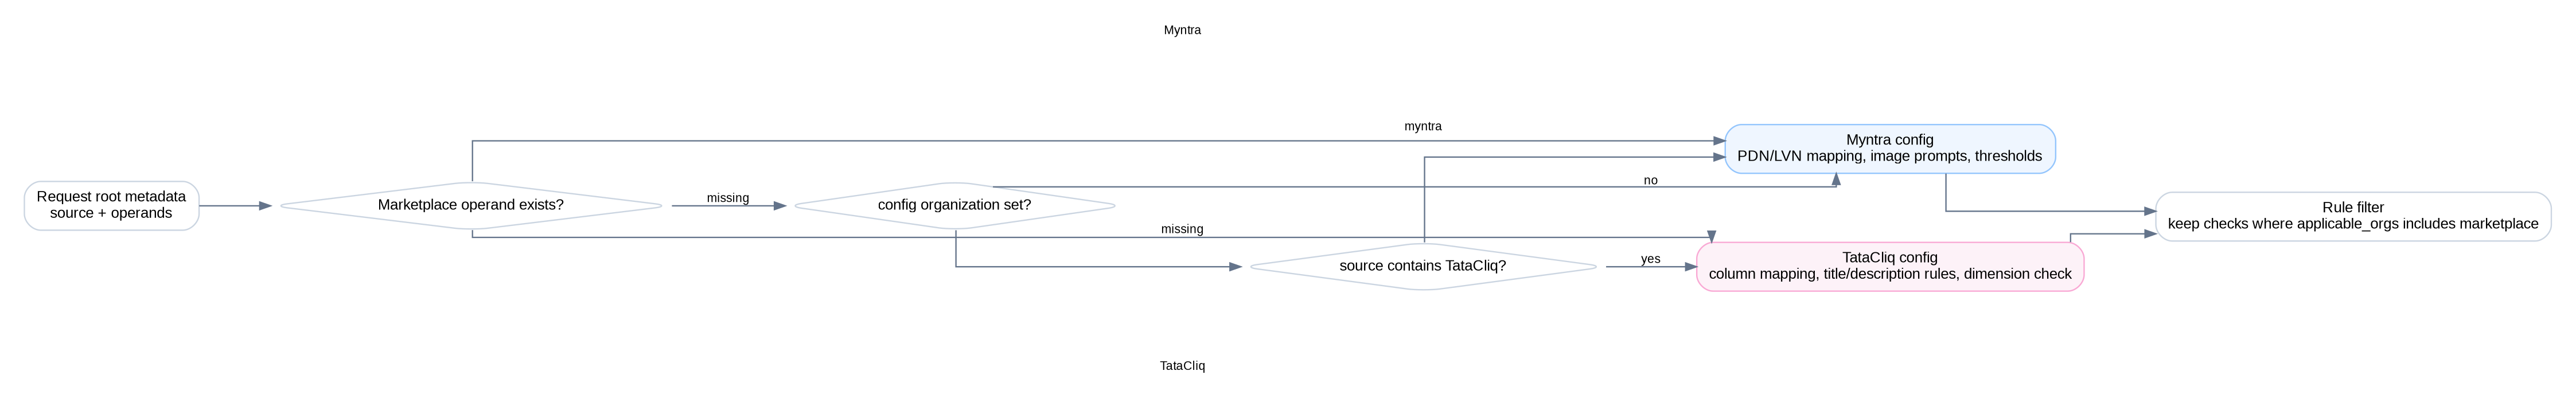 Myntra
Request root metadata
source + operands
Marketplace operand exists?
missing
config organization set?
missing
source contains TataCliq?
myntra
no
yes
Myntra config
PDN/LVN mapping, image prompts, thresholds
TataCliq config
column mapping, title/description rules, dimension check
Rule filter
keep checks where applicable_orgs includes marketplace
TataCliq